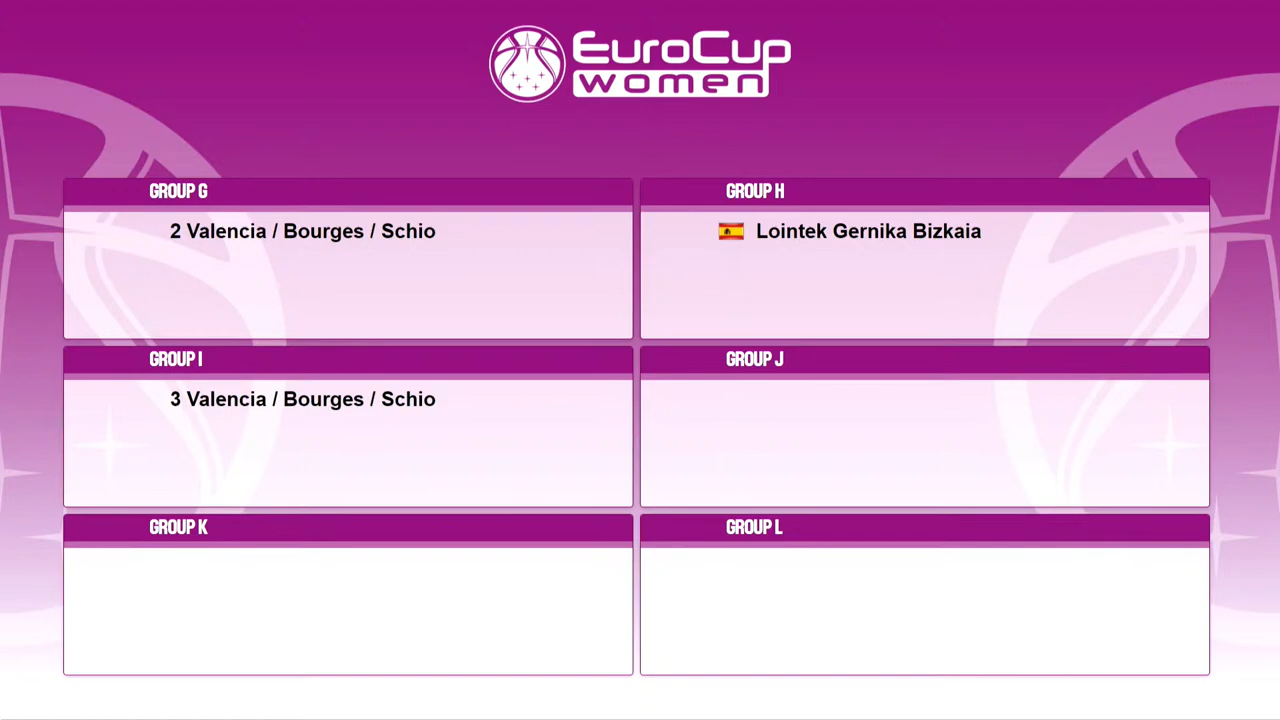 EuroCup
women
GROUP G
2 Valencia / Bourges / Schio
GROUP H
Lointek Gernika Bizkaia
GROUP I
3 Valencia / Bourges / Schio
GROUP J
GROUP K
GROUP L